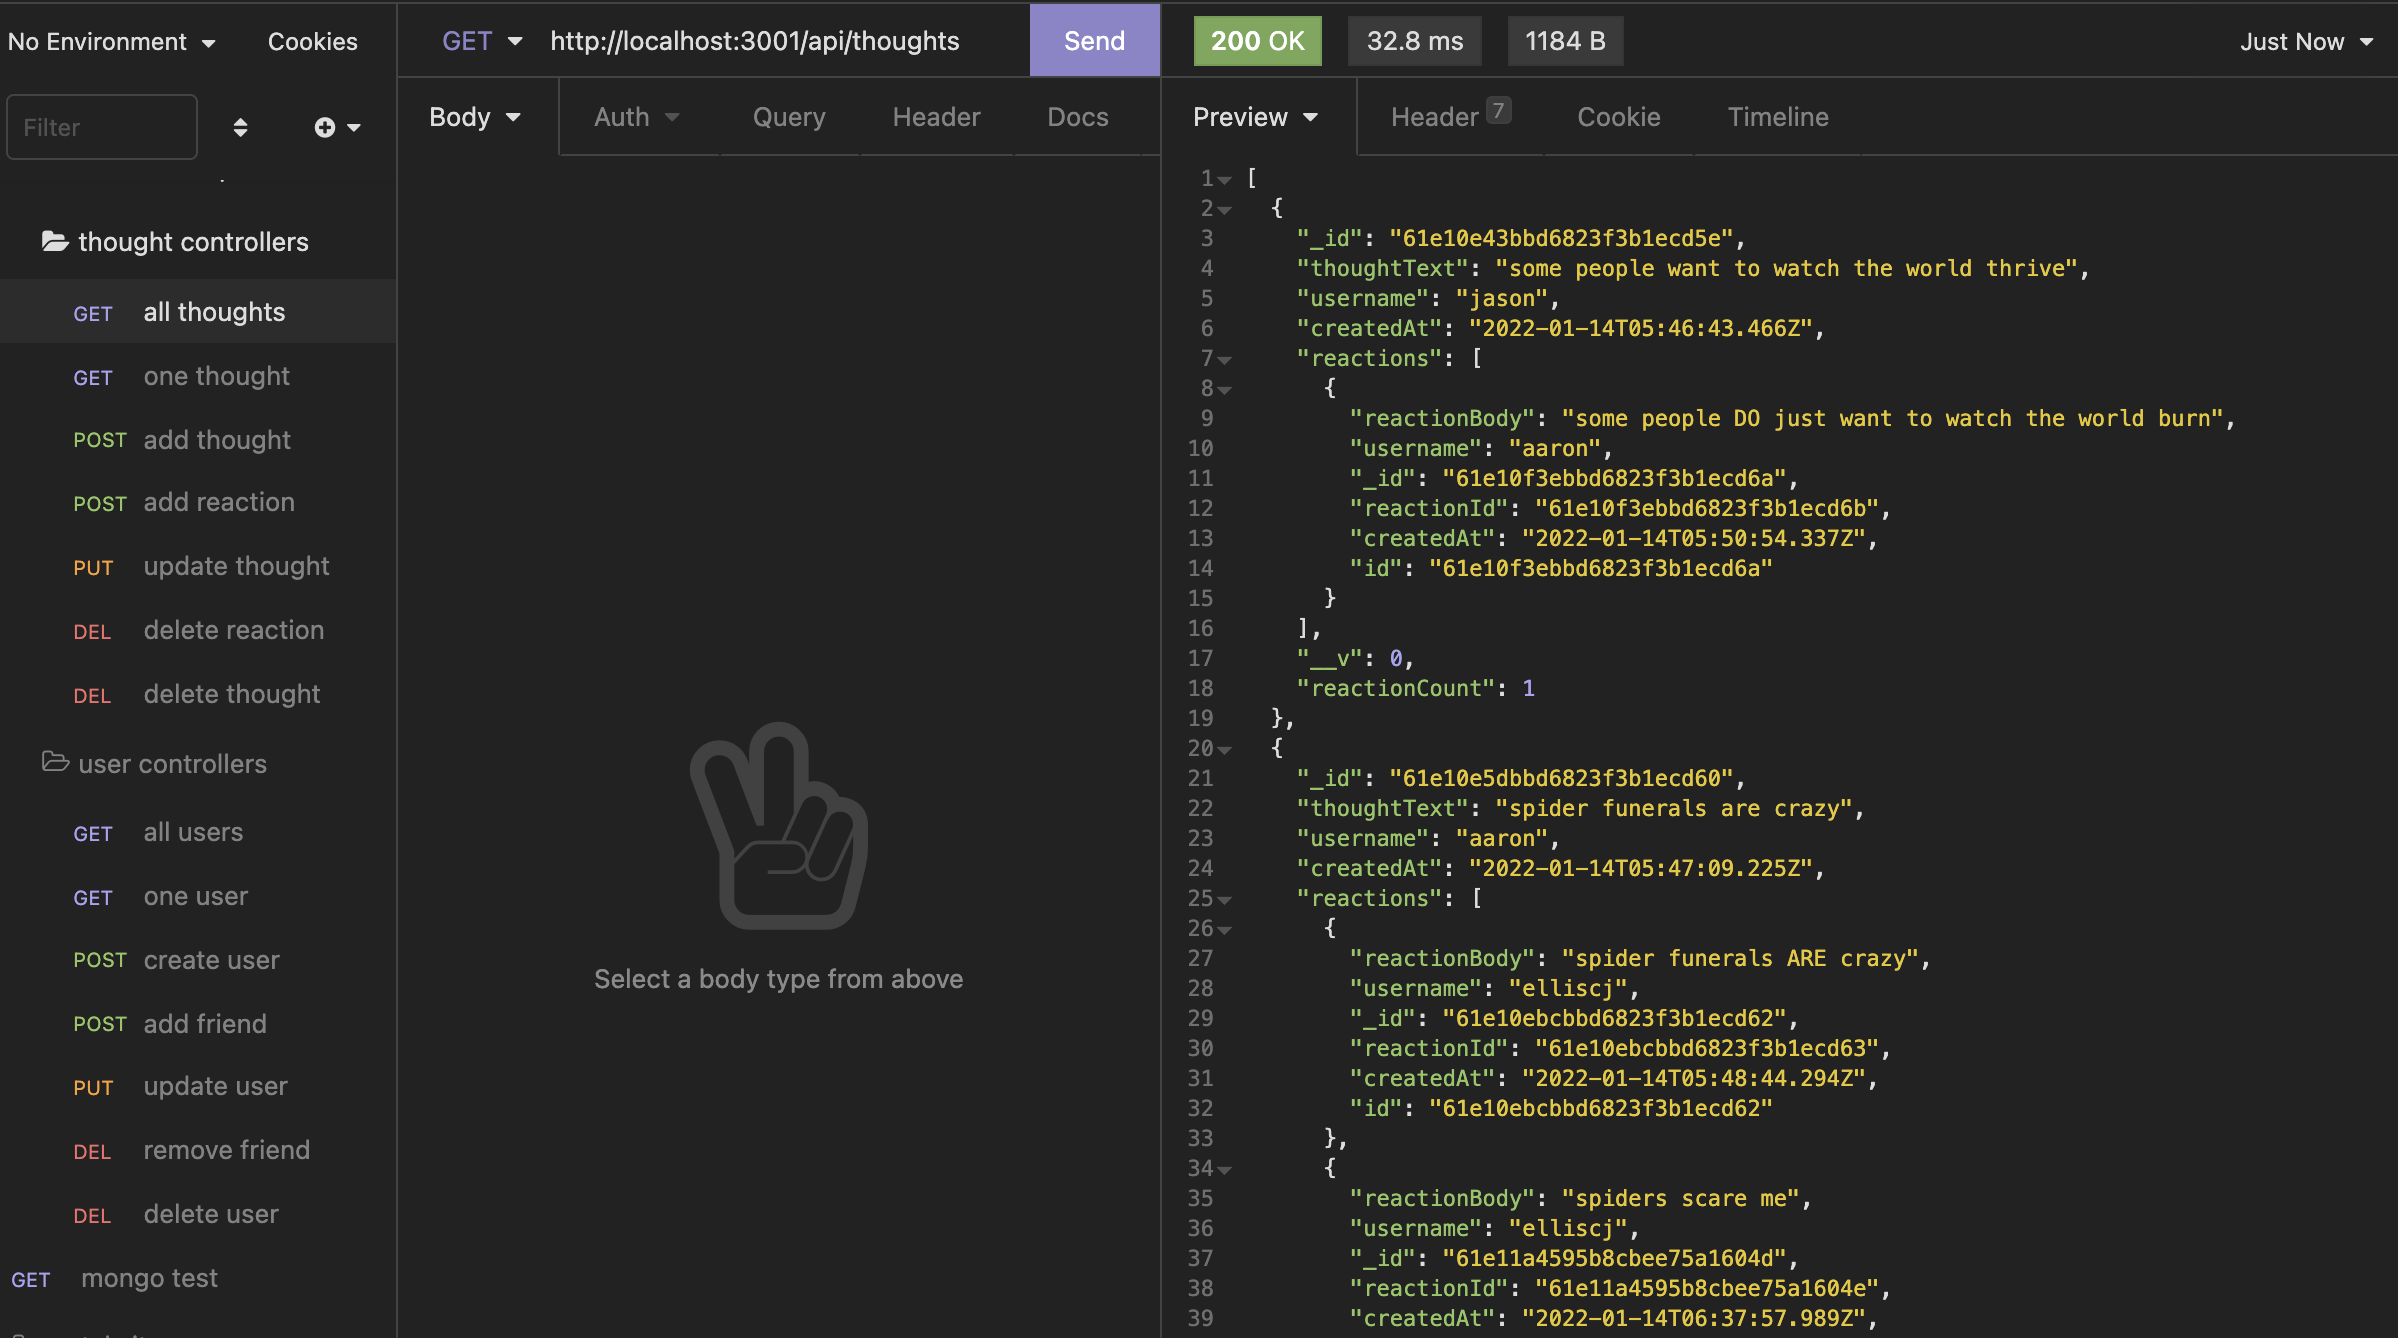 No Environment
Cookies
GET
http://localhost:3001/api/thoughts
Send
200 OK
32.8 ms
1184 B
Just Now
Filter
thought controllers
GET all thoughts
GET one thought
POST add thought
POST add reaction
PUT update thought
DEL delete reaction
DEL delete thought
user controllers
GET all users
GET one user
POST create user
POST add friend
PUT update user
DEL remove friend
DEL delete user
GET mongo test
Body
Auth
Query
Header
Docs
Select a body type from above
Preview
Header 7
Cookie
Timeline
1 [
2 {
3 "_id": "61e10e43bbd6823f3b1ecd5e",
4 "thoughtText": "some people want to watch the world thrive",
5 "username": "jason",
6 "createdAt": "2022-01-14T05:46:43.466Z",
7 "reactions": [
8 {
9 "reactionBody": "some people DO just want to watch the world burn",
10 "username": "aaron",
11 "_id": "61e10f3ebbd6823f3b1ecd6a",
12 "reactionId": "61e10f3ebbd6823f3b1ecd6b",
13 "createdAt": "2022-01-14T05:50:54.337Z",
14 "id": "61e10f3ebbd6823f3b1ecd6a"
15 }
16 ],
17 "__v": 0,
18 "reactionCount": 1
19 },
20 {
21 "_id": "61e10e5dbbd6823f3b1ecd60",
22 "thoughtText": "spider funerals are crazy",
23 "username": "aaron",
24 "createdAt": "2022-01-14T05:47:09.225Z",
25 "reactions": [
26 {
27 "reactionBody": "spider funerals ARE crazy",
28 "username": "elliscj",
29 "_id": "61e10ebcbbd6823f3b1ecd62",
30 "reactionId": "61e10ebcbbd6823f3b1ecd63",
31 "createdAt": "2022-01-14T05:48:44.294Z",
32 "id": "61e10ebcbbd6823f3b1ecd62"
33 },
34 {
35 "reactionBody": "spiders scare me",
36 "username": "elliscj",
37 "_id": "61e11a4595b8cbee75a1604d",
38 "reactionId": "61e11a4595b8cbee75a1604e",
39 "createdAt": "2022-01-14T06:37:57.989Z",